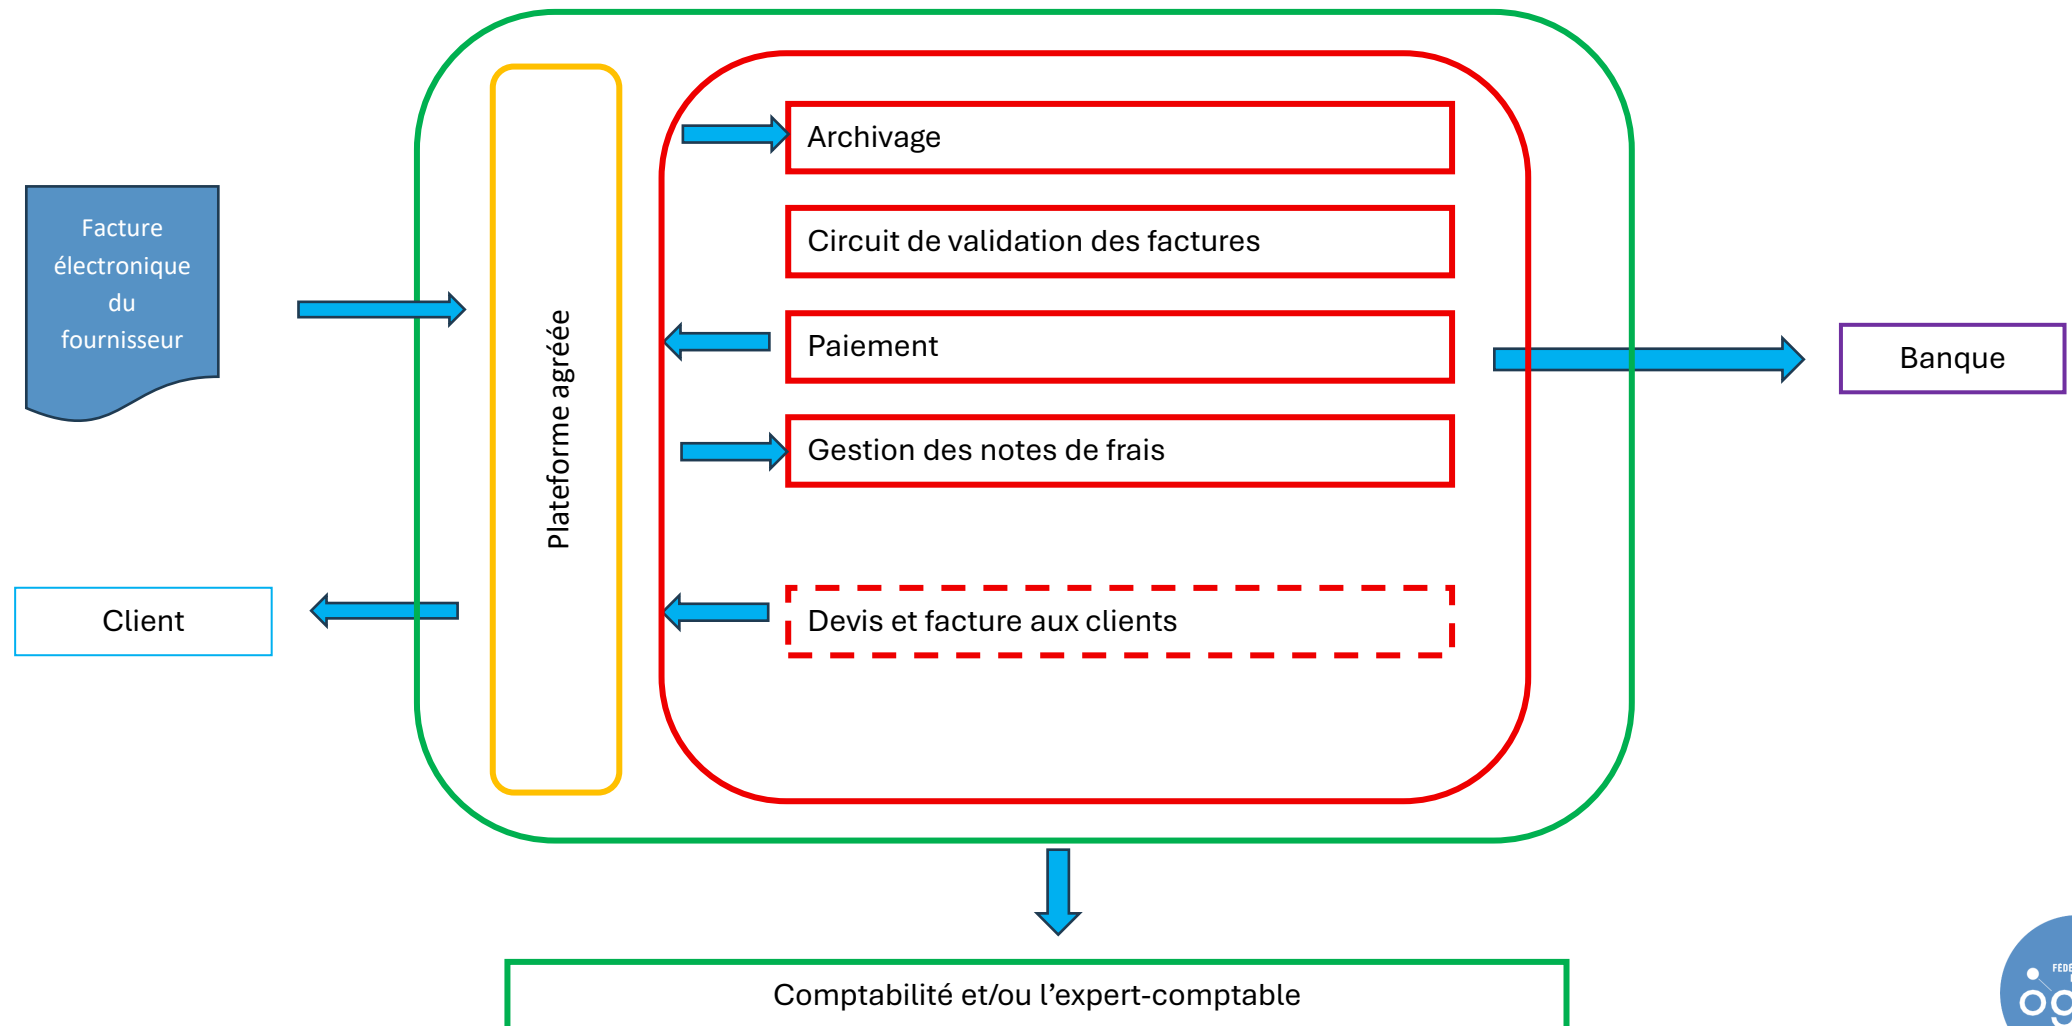 Archivage
Facture
électronique
du
fournisseur
Circuit de validation des factures
Plateforme agréée
Paiement
Banque
Gestion des notes de frais
Client
Devis et facture aux clients
Comptabilité et/ou l’expert-comptable